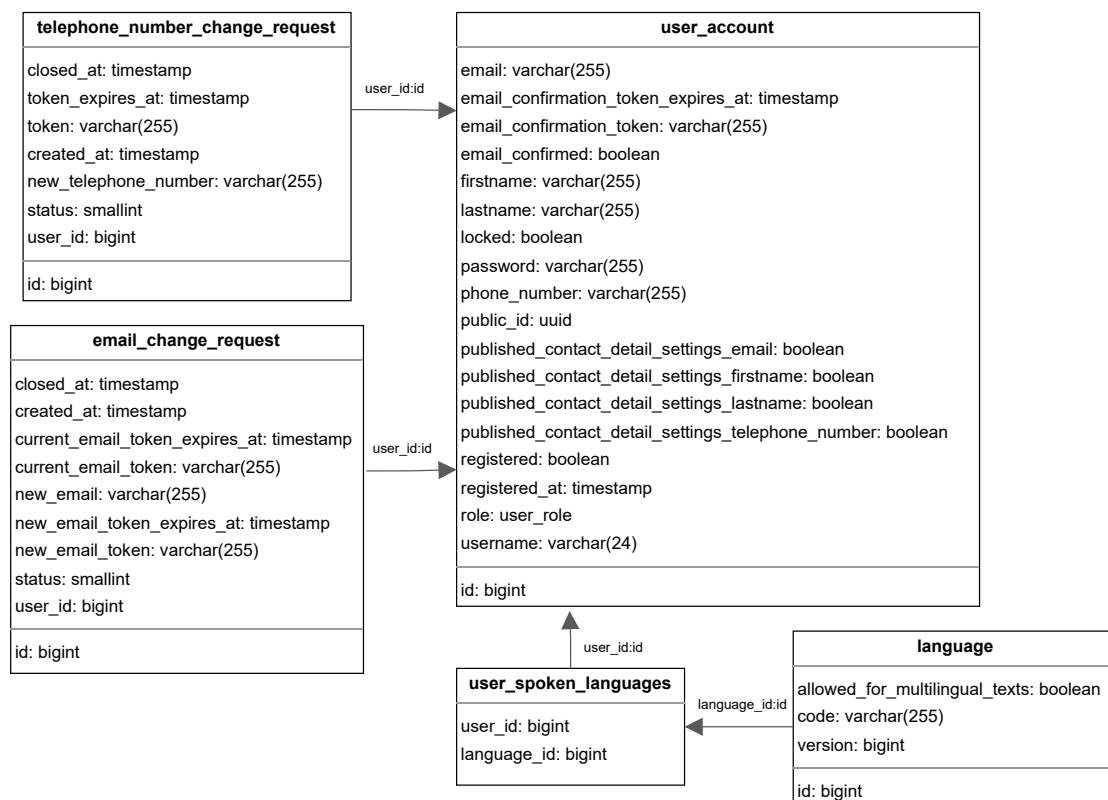 telephone_number_change_request
closed_at: timestamp
token_expires_at: timestamp
token: varchar(255)
created_at: timestamp
new_telephone_number: varchar(255)
status: smallint
user_id: bigint
id: bigint
user_id:id
user_account
email: varchar(255)
email_confirmation_token_expires_at: timestamp
email_confirmation_token: varchar(255)
email_confirmed: boolean
firstname: varchar(255)
lastname: varchar(255)
locked: boolean
password: varchar(255)
phone_number: varchar(255)
public_id: uuid
published_contact_detail_settings_email: boolean
published_contact_detail_settings_firstname: boolean
published_contact_detail_settings_lastname: boolean
published_contact_detail_settings_telephone_number: boolean
registered: boolean
registered_at: timestamp
role: user_role
username: varchar(24)
id: bigint
email_change_request
closed_at: timestamp
created_at: timestamp
current_email_token_expires_at: timestamp
current_email_token: varchar(255)
new_email: varchar(255)
new_email_token_expires_at: timestamp
new_email_token: varchar(255)
status: smallint
user_id: bigint
id: bigint
user_id:id
user_id:id
user_spoken_languages
user_id: bigint
language_id: bigint
language_id:id
language
allowed_for_multilingual_texts: boolean
code: varchar(255)
version: bigint
id: bigint